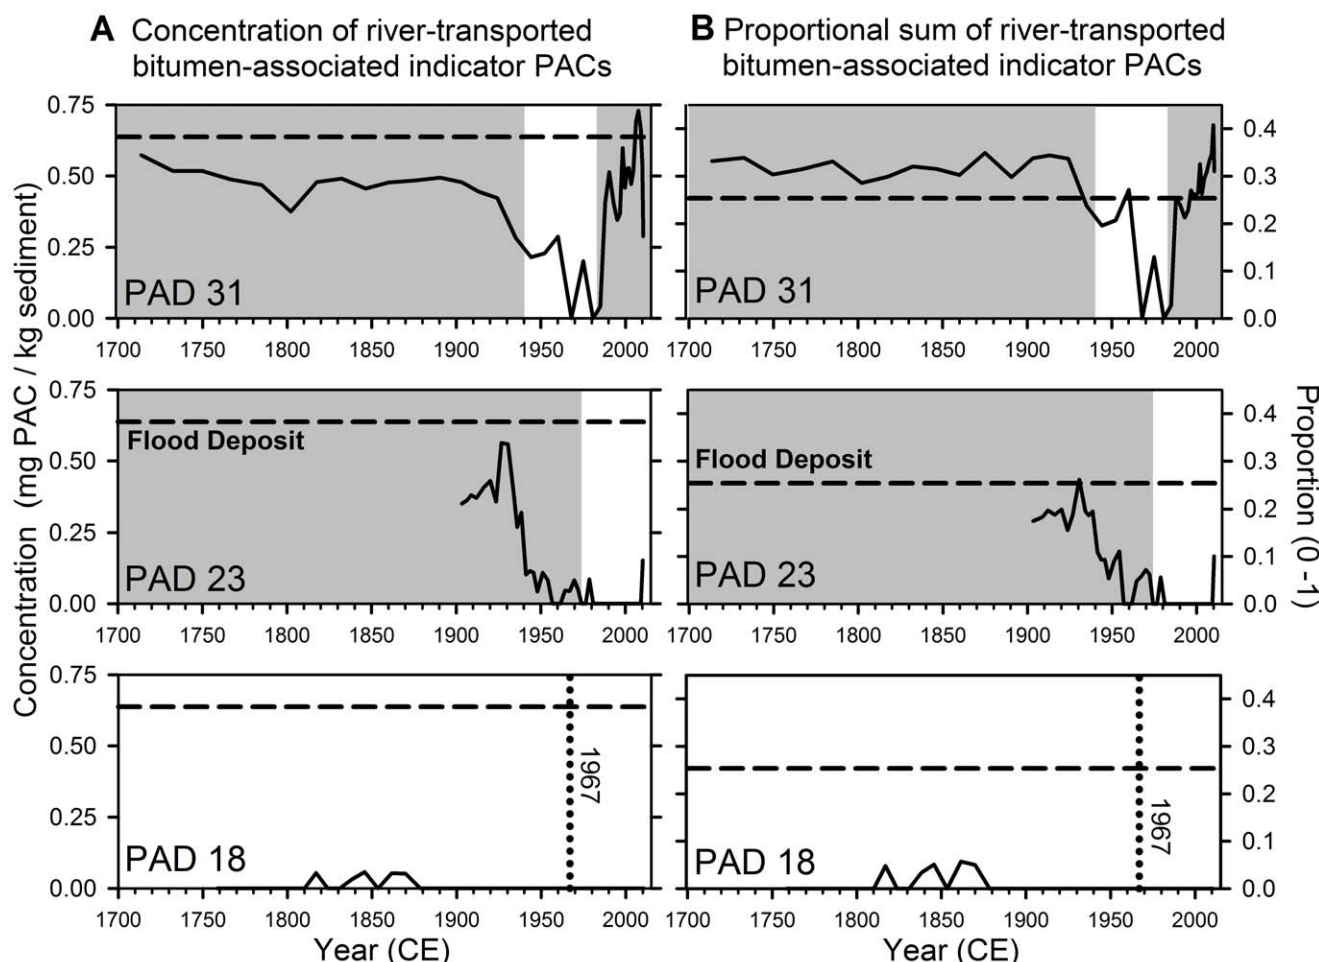 A Concentration of river-transported
bitumen-associated indicator PACs
B Proportional sum of river-transported
bitumen-associated indicator PACs
Concentration (mg PAC / kg sediment)
0.75
0.50
0.25
0.00
PAD 31
1700 1750 1800 1850 1900 1950 2000
0.4
0.3
0.2
0.1
0.0
PAD 31
1700 1750 1800 1850 1900 1950 2000
0.75
0.50
0.25
0.00
Flood Deposit
PAD 23
1700 1750 1800 1850 1900 1950 2000
0.4
0.3
0.2
0.1
0.0
Flood Deposit
PAD 23
1700 1750 1800 1850 1900 1950 2000
Proportion (0 -1)
0.75
0.50
0.25
0.00
1967
PAD 18
1700 1750 1800 1850 1900 1950 2000
Year (CE)
0.4
0.3
0.2
0.1
0.0
1967
PAD 18
1700 1750 1800 1850 1900 1950 2000
Year (CE)